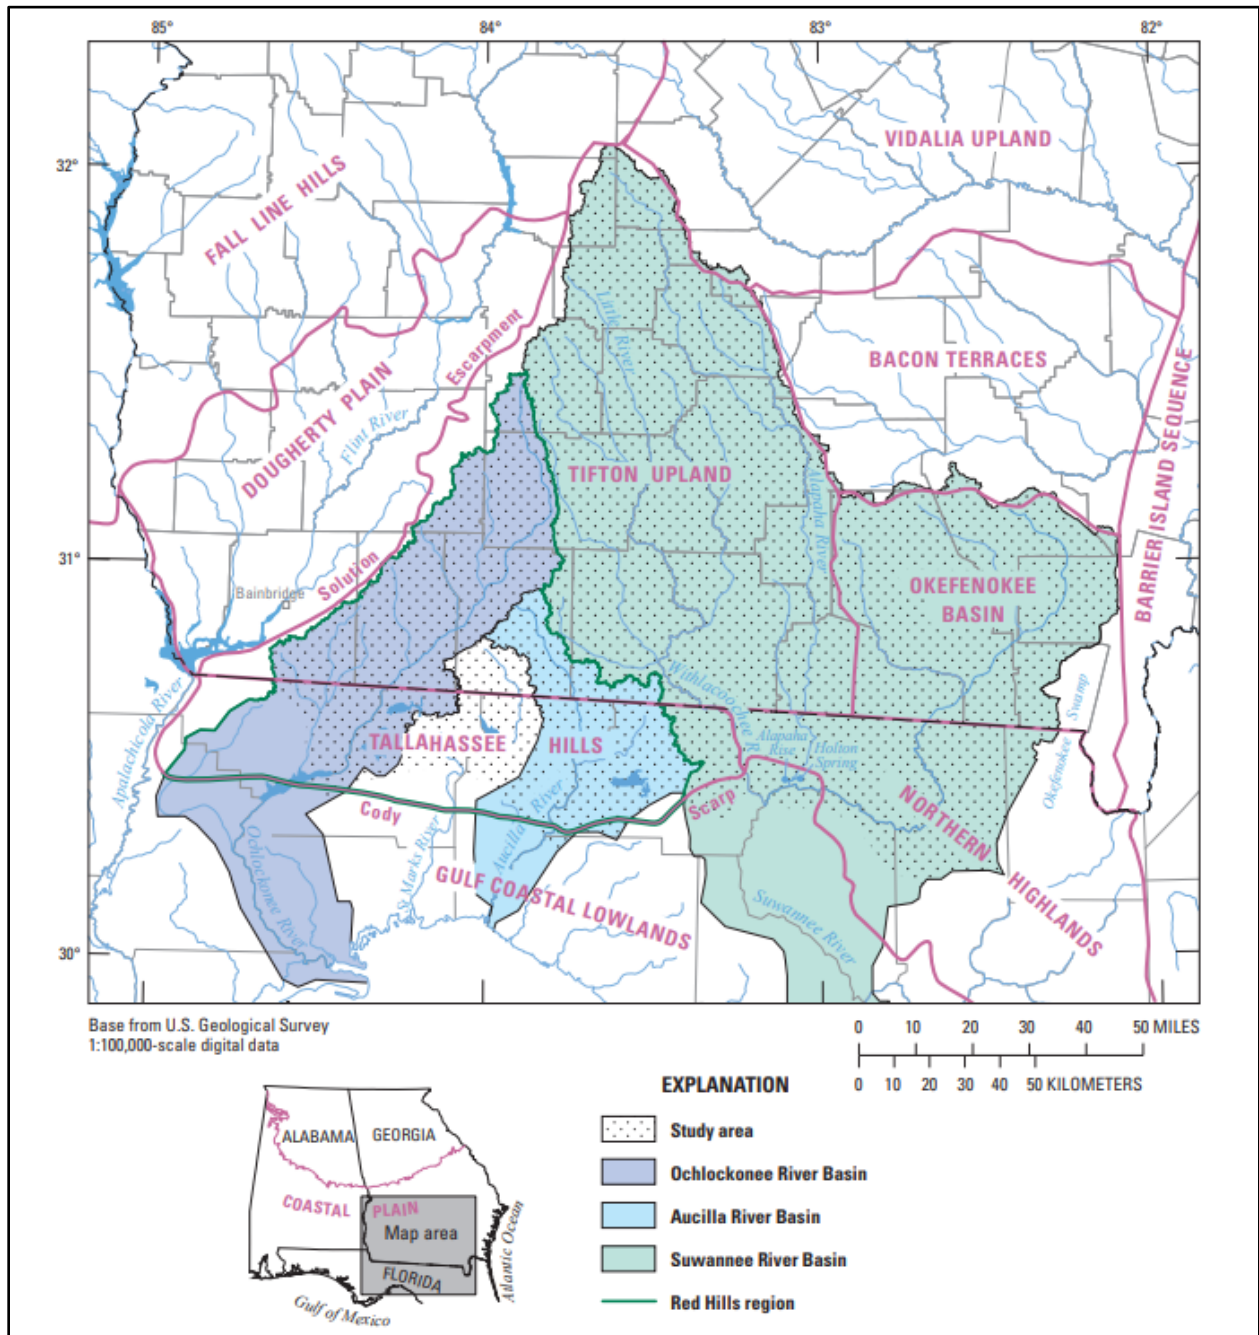 85°
84°
83°
82°
32°
31°
30°
VIDALIA UPLAND
FALL LINE HILLS
Little River
Escarpment
BACON TERRACES
DOUGHERTY PLAIN
Flint River
BARRIER ISLAND SEQUENCE
TIFTON UPLAND
Alapaha River
Solution
Bainbridge
OKEFENOKEE
BASIN
Withlacoochee R
Apalachicola River
Okefenokee Swamp
TALLAHASSEE
HILLS
Alapaha
Rise
Holton
Spring
Cody
Scarp
NORTHERN
HIGHLANDS
Ochlockonee River
St Marks River
Aucilla River
GULF COASTAL LOWLANDS
Suwannee River
Base from U.S. Geological Survey
1:100,000-scale digital data
0 10 20 30 40 50 MILES
0 10 20 30 40 50 KILOMETERS
ALABAMA
GEORGIA
COASTAL PLAIN
Map area
FLORIDA
Gulf of Mexico
Atlantic Ocean
EXPLANATION
Study area
Ochlockonee River Basin
Aucilla River Basin
Suwannee River Basin
Red Hills region